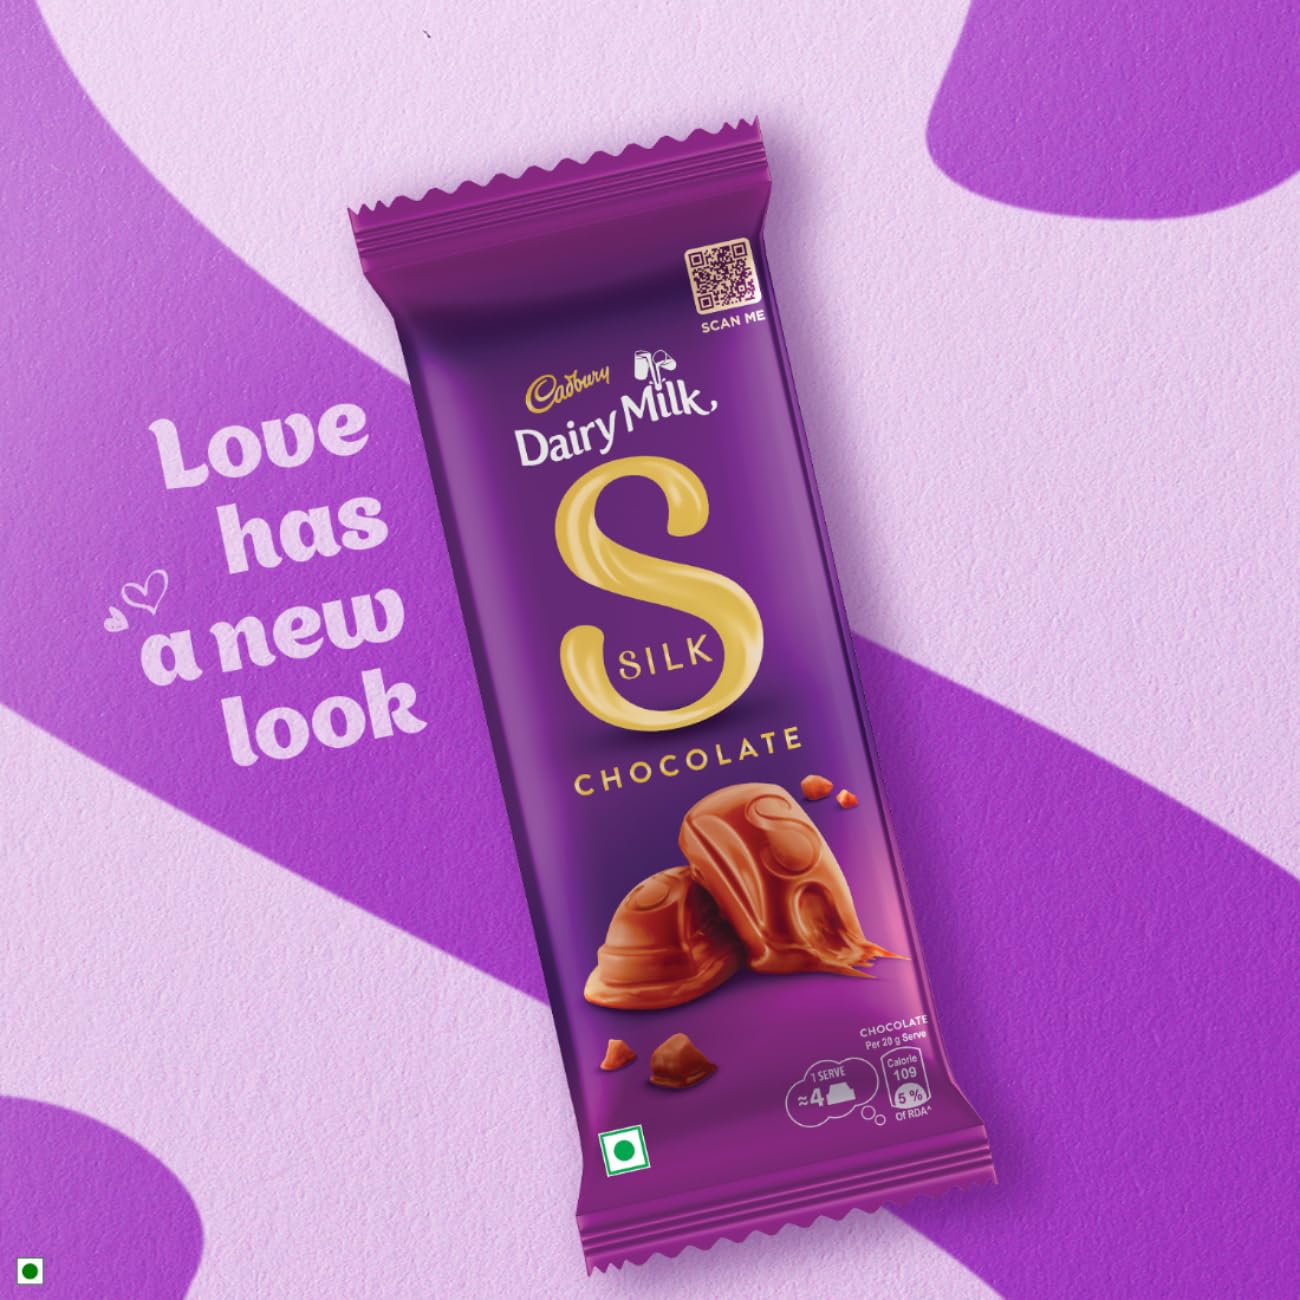 SCAN ME
Cadbury
Dairy Milk
Love
has
a new
look
S
SILK
CHOCOLATE
CHOCOLATE
Per 20 g Serve
1 SERVE
≈4
Calorie
109
5 %
Of RDA^